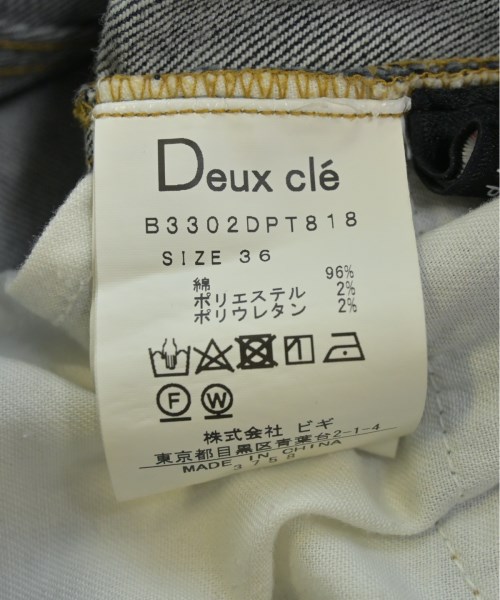 Deux clé
B3302DPT818
SIZE 36
綿 96%
ポリエステル 2%
ポリウレタン 2%
F W
株式会社 ビギ
東京都目黒区青葉台2-1-4
MADE IN CHINA
3758